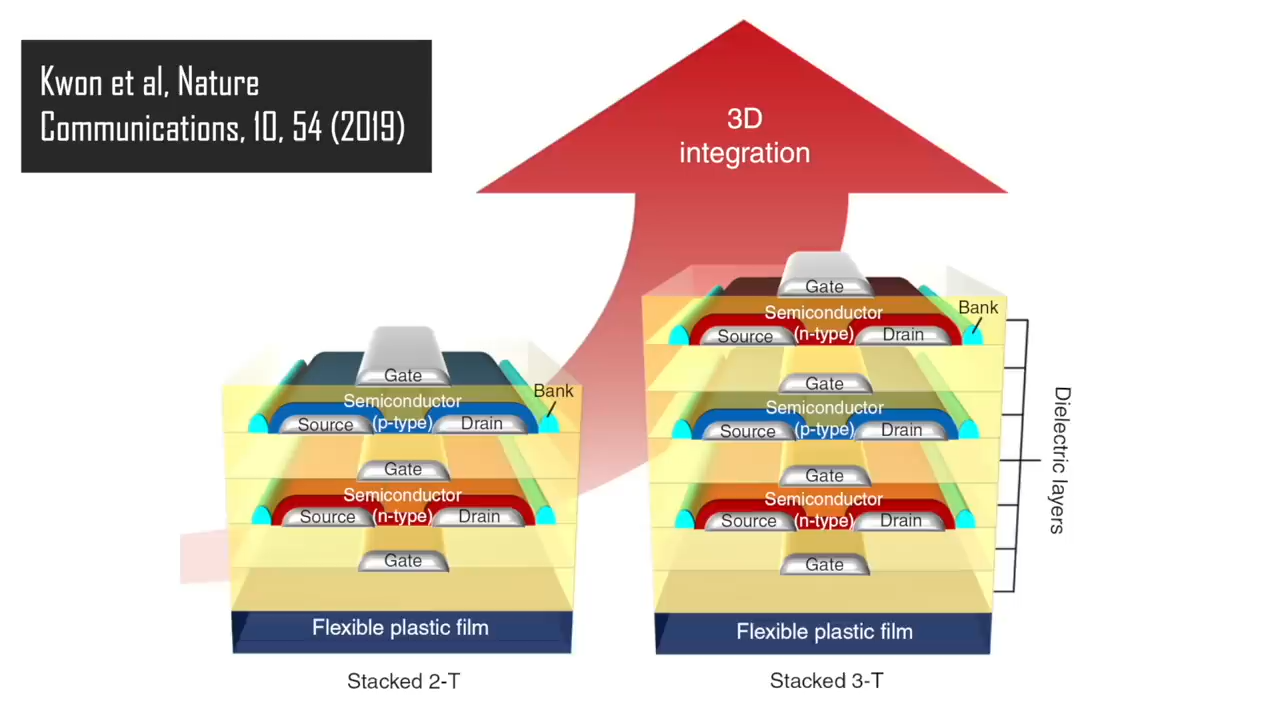 Kwon et al, Nature
Communications, 10, 54 (2019)
3D
integration
Gate
Bank
Semiconductor
(p-type)
Source
Drain
Gate
Semiconductor
(n-type)
Source
Drain
Gate
Flexible plastic film
Stacked 2-T
Gate
Bank
Semiconductor
(n-type)
Source
Drain
Gate
Semiconductor
(p-type)
Source
Drain
Gate
Semiconductor
(n-type)
Source
Drain
Gate
Flexible plastic film
Dielectric layers
Stacked 3-T